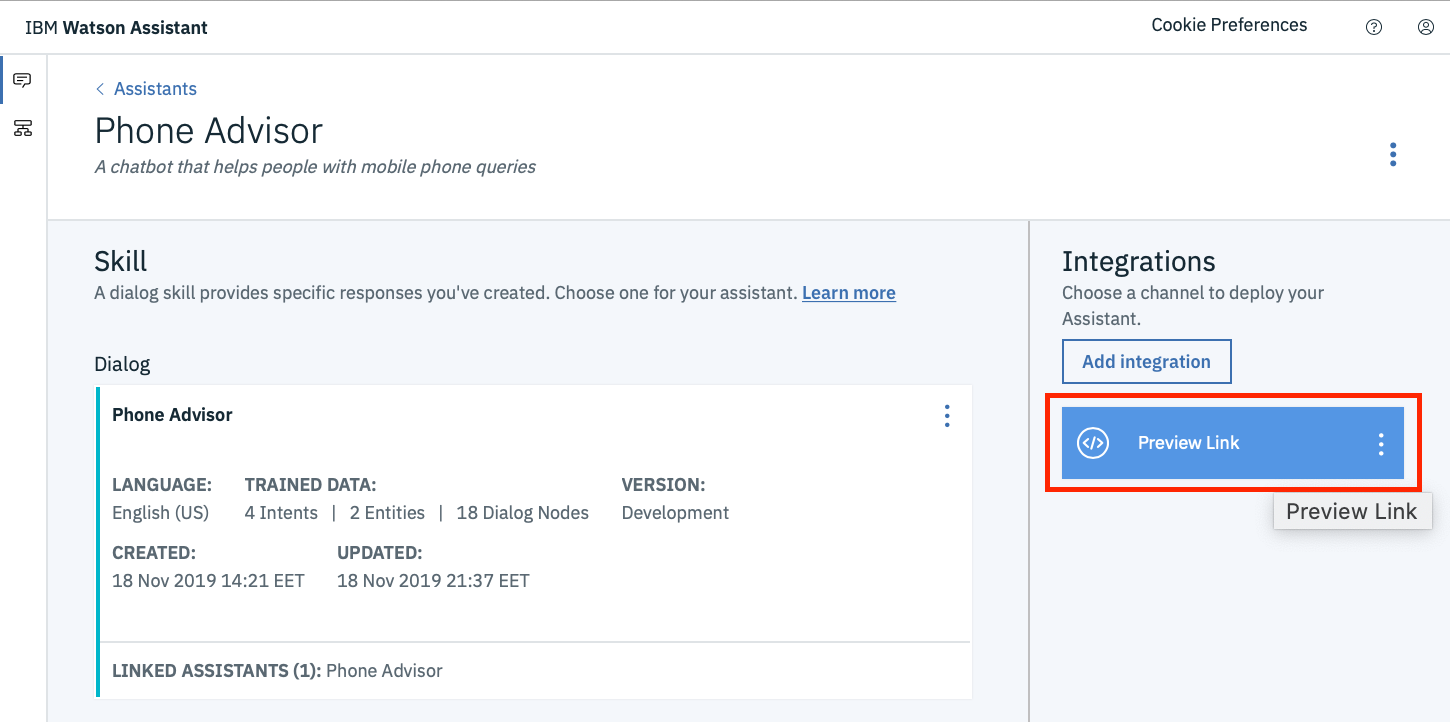 IBM Watson Assistant
Cookie Preferences
Assistants
Phone Advisor
A chatbot that helps people with mobile phone queries
Skill
A dialog skill provides specific responses you've created. Choose one for your assistant. Learn more
Dialog
Phone Advisor
LANGUAGE: TRAINED DATA: VERSION:
English (US) 4 Intents | 2 Entities | 18 Dialog Nodes Development
CREATED: UPDATED:
18 Nov 2019 14:21 EET 18 Nov 2019 21:37 EET
LINKED ASSISTANTS (1): Phone Advisor
Integrations
Choose a channel to deploy your
Assistant.
Add integration
Preview Link
Preview Link